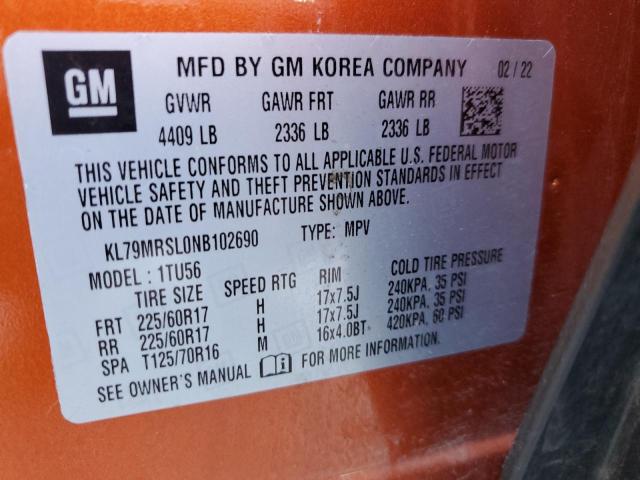 GM
MFD BY GM KOREA COMPANY 02 / 22
GVWR GAWR FRT GAWR RR
4409 LB 2336 LB 2336 LB
THIS VEHICLE CONFORMS TO ALL APPLICABLE U.S. FEDERAL MOTOR
VEHICLE SAFETY AND THEFT PREVENTION STANDARDS IN EFFECT
ON THE DATE OF MANUFACTURE SHOWN ABOVE.
KL79MRSL0NB102690 TYPE: MPV
MODEL : 1TU56
TIRE SIZE SPEED RTG RIM COLD TIRE PRESSURE
FRT 225/60R17 H 17x7.5J 240KPA, 35 PSI
RR 225/60R17 H 17x7.5J 240KPA, 35 PSI
SPA T125/70R16 M 16x4.0BT 420KPA, 60 PSI
SEE OWNER'S MANUAL FOR MORE INFORMATION.